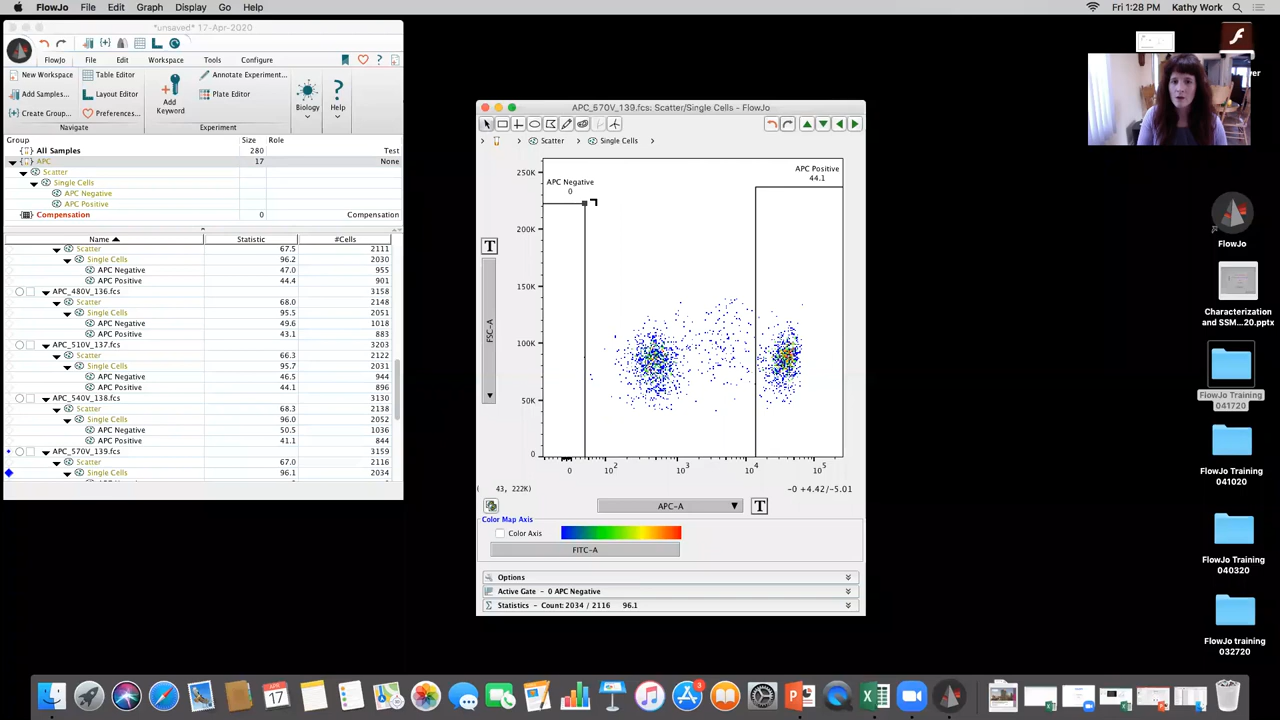 FlowJo File Edit Graph Display Go Help
Fri 1:28 PM Kathy Work
*unsaved* 17-Apr-2020
FlowJo File Edit Workspace Tools Configure
New Workspace Table Editor
Add Samples... Layout Editor
Create Group... Preferences...
Navigate
Add
Keyword
Annotate Experiment...
Plate Editor
Experiment
Biology
Help
Group Size Role
All Samples 280 Test
APC 17 None
Scatter
Single Cells
APC Negative
APC Positive
Compensation 0 Compensation
Name Statistic #Cells
Scatter 67.5 2111
Single Cells 96.2 2030
APC Negative 47.0 955
APC Positive 44.4 901
APC_480V_136.fcs 3158
Scatter 68.0 2148
Single Cells 95.5 2051
APC Negative 49.6 1018
APC Positive 43.1 883
APC_510V_137.fcs 3203
Scatter 66.3 2122
Single Cells 95.7 2031
APC Negative 46.5 944
APC Positive 44.1 896
APC_540V_138.fcs 3130
Scatter 68.3 2138
Single Cells 96.0 2052
APC Negative 50.5 1036
APC Positive 41.1 844
APC_570V_139.fcs 3159
Scatter 67.0 2116
Single Cells 96.1 2034
APC_570V_139.fcs: Scatter/Single Cells - FlowJo
Scatter Single Cells
APC Negative
0
APC Positive
44.1
250K
200K
150K
100K
50K
0
FSC-A
T
0 10^2 10^3 10^4 10^5
( 43, 222K) -0 +4.42/-5.01
APC-A T
Color Map Axis
Color Axis
FITC-A
Options
Active Gate - 0 APC Negative
Statistics - Count: 2034 / 2116 96.1
FlowJo
Characterization
and SSM...20.pptx
FlowJo Training
041720
FlowJo Training
041020
FlowJo Training
040320
FlowJo training
032720
APR
17
3